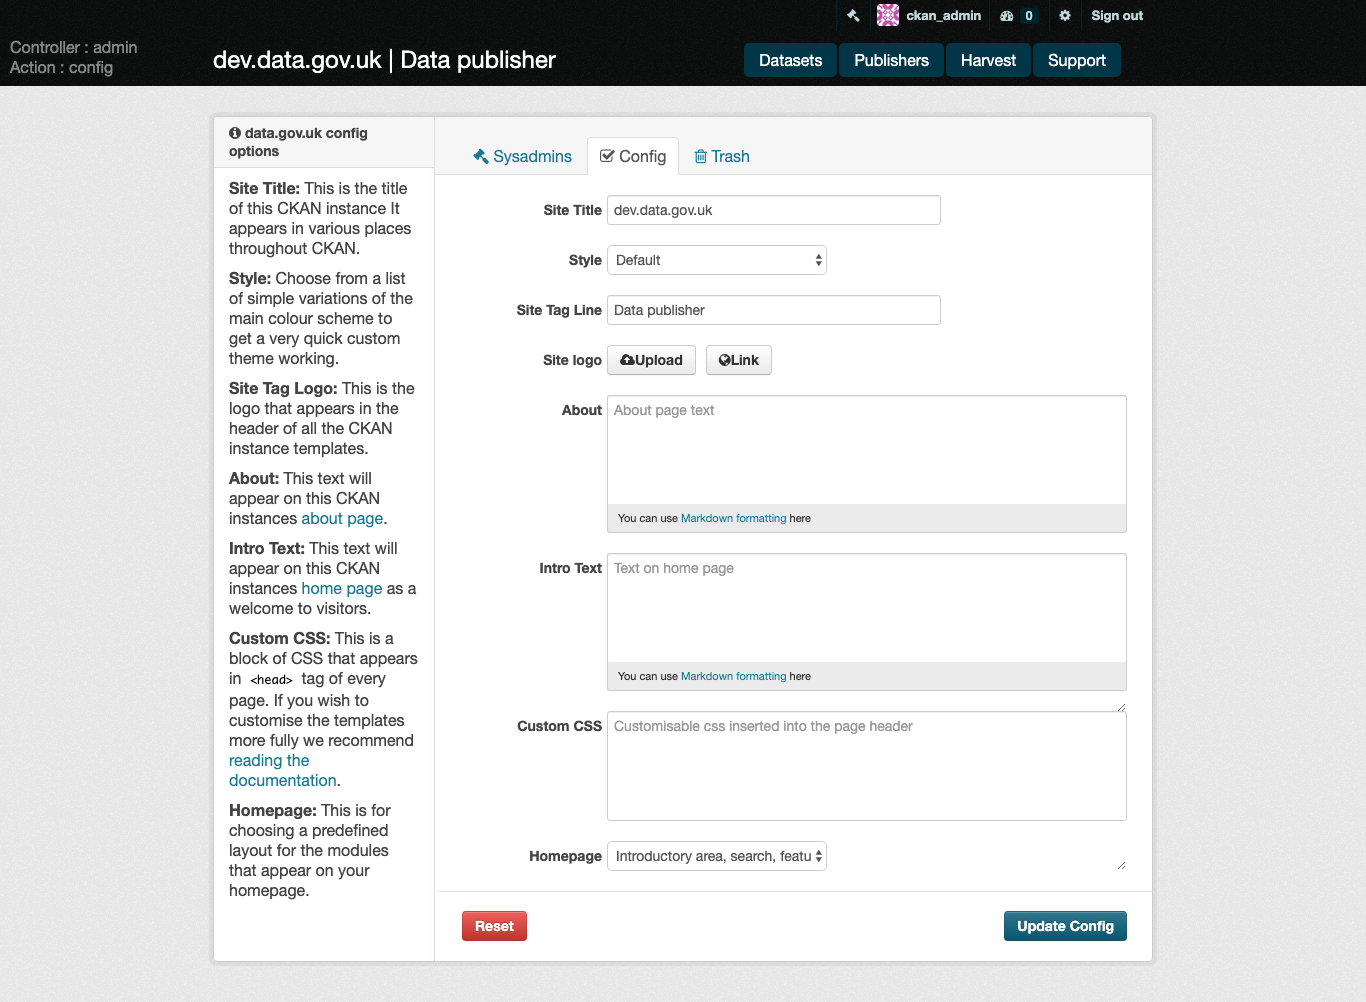 ckan_admin 0 Sign out
Controller : admin
Action : config
dev.data.gov.uk | Data publisher
Datasets Publishers Harvest Support
data.gov.uk config
options
Site Title: This is the title
of this CKAN instance It
appears in various places
throughout CKAN.
Style: Choose from a list
of simple variations of the
main colour scheme to
get a very quick custom
theme working.
Site Tag Logo: This is the
logo that appears in the
header of all the CKAN
instance templates.
About: This text will
appear on this CKAN
instances about page.
Intro Text: This text will
appear on this CKAN
instances home page as a
welcome to visitors.
Custom CSS: This is a
block of CSS that appears
in <head> tag of every
page. If you wish to
customise the templates
more fully we recommend
reading the
documentation.
Homepage: This is for
choosing a predefined
layout for the modules
that appear on your
homepage.
Sysadmins Config Trash
Site Title dev.data.gov.uk
Style Default
Site Tag Line Data publisher
Site logo Upload Link
About About page text
You can use Markdown formatting here
Intro Text Text on home page
You can use Markdown formatting here
Custom CSS Customisable css inserted into the page header
Homepage Introductory area, search, featu
Reset Update Config